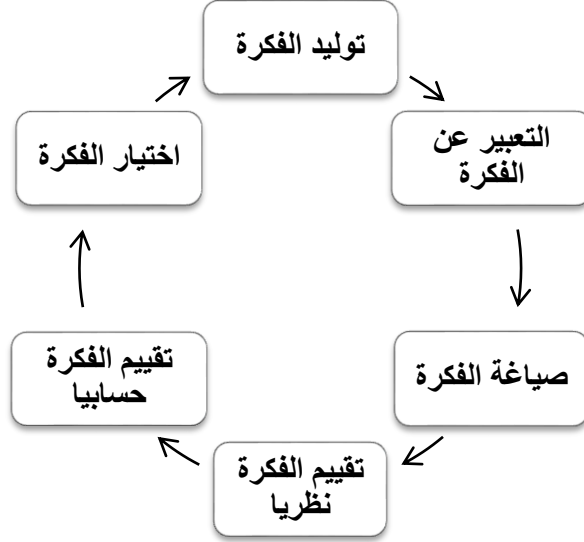 توليد الفكرة
التعبير عن
الفكرة
صياغة الفكرة
تقييم الفكرة
نظريا
تقييم الفكرة
حسابيا
اختيار الفكرة